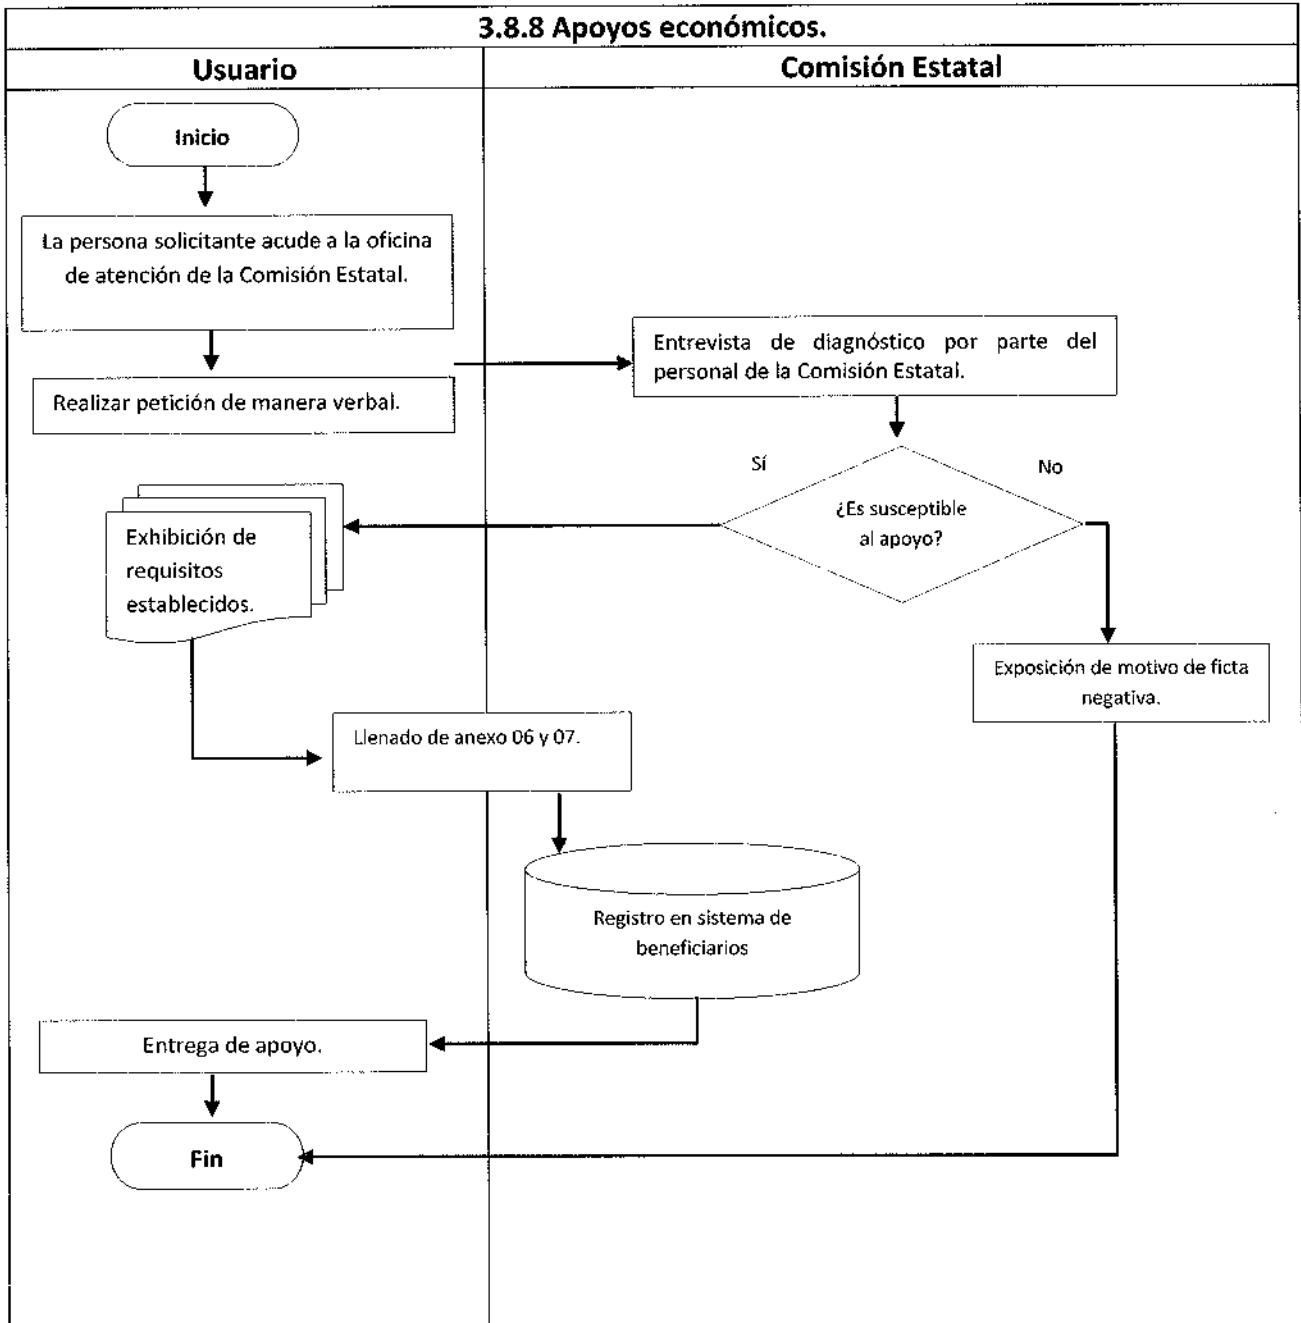 3.8.8 Apoyos económicos.
Usuario
Comisión Estatal
Inicio
La persona solicitante acude a la oficina
de atención de la Comisión Estatal.
Realizar petición de manera verbal.
Entrevista de diagnóstico por parte del
personal de la Comisión Estatal.
Sí
No
¿Es susceptible
al apoyo?
Exhibición de
requisitos
establecidos.
Exposición de motivo de ficta
negativa.
Llenado de anexo 06 y 07.
Registro en sistema de
beneficiarios
Entrega de apoyo.
Fin